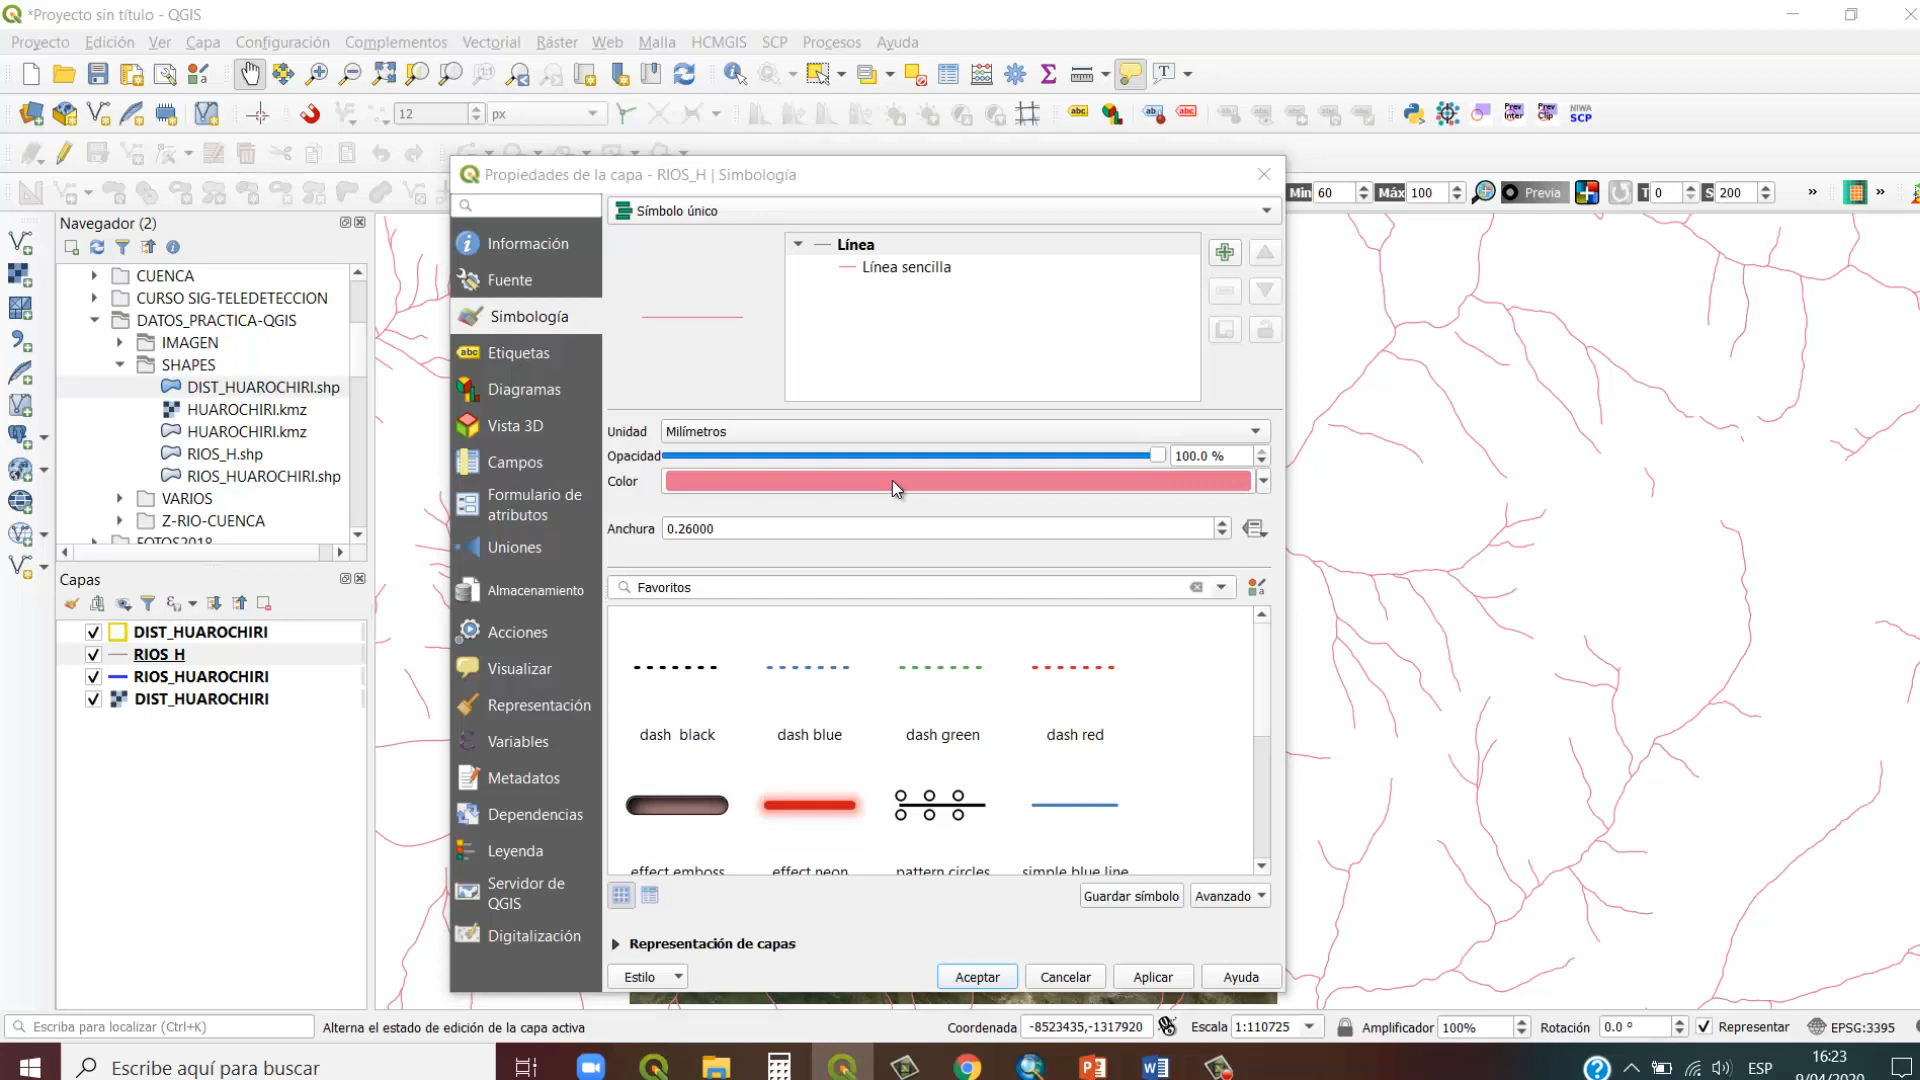 *Proyecto sin título - QGIS
Proyecto Edición Ver Capa Configuración Complementos Vectorial Ráster Web Malla HCMGIS SCP Procesos Ayuda
12 px
Min 60 Máx 100 Previa T 0 S 200
Navegador (2)
CUENCA
CURSO SIG-TELEDETECCION
DATOS_PRACTICA-QGIS
IMAGEN
SHAPES
DIST_HUAROCHIRI.shp
HUAROCHIRI.kmz
HUAROCHIRI.kmz
RIOS_H.shp
RIOS_HUAROCHIRI.shp
VARIOS
Z-RIO-CUENCA
FOTOS2018
Capas
DIST_HUAROCHIRI
RIOS_H
RIOS_HUAROCHIRI
DIST_HUAROCHIRI
Propiedades de la capa - RIOS_H | Simbología
Información
Fuente
Simbología
Etiquetas
Diagramas
Vista 3D
Campos
Formulario de
atributos
Uniones
Almacenamiento
Acciones
Visualizar
Representación
Variables
Metadatos
Dependencias
Leyenda
Servidor de
QGIS
Digitalización
Símbolo único
Línea
Línea sencilla
Unidad Milímetros
Opacidad 100.0 %
Color
Anchura 0.26000
Favoritos
dash black dash blue dash green dash red
effect emboss effect neon pattern circles simple blue line
Guardar símbolo Avanzado
Representación de capas
Estilo Aceptar Cancelar Aplicar Ayuda
Escriba para localizar (Ctrl+K) Alterna el estado de edición de la capa activa Coordenada -8523435,-1317920 Escala 1:110725 Amplificador 100% Rotación 0.0 ° Representar EPSG:3395
Escribe aquí para buscar
ESP
16:23
9/04/2020